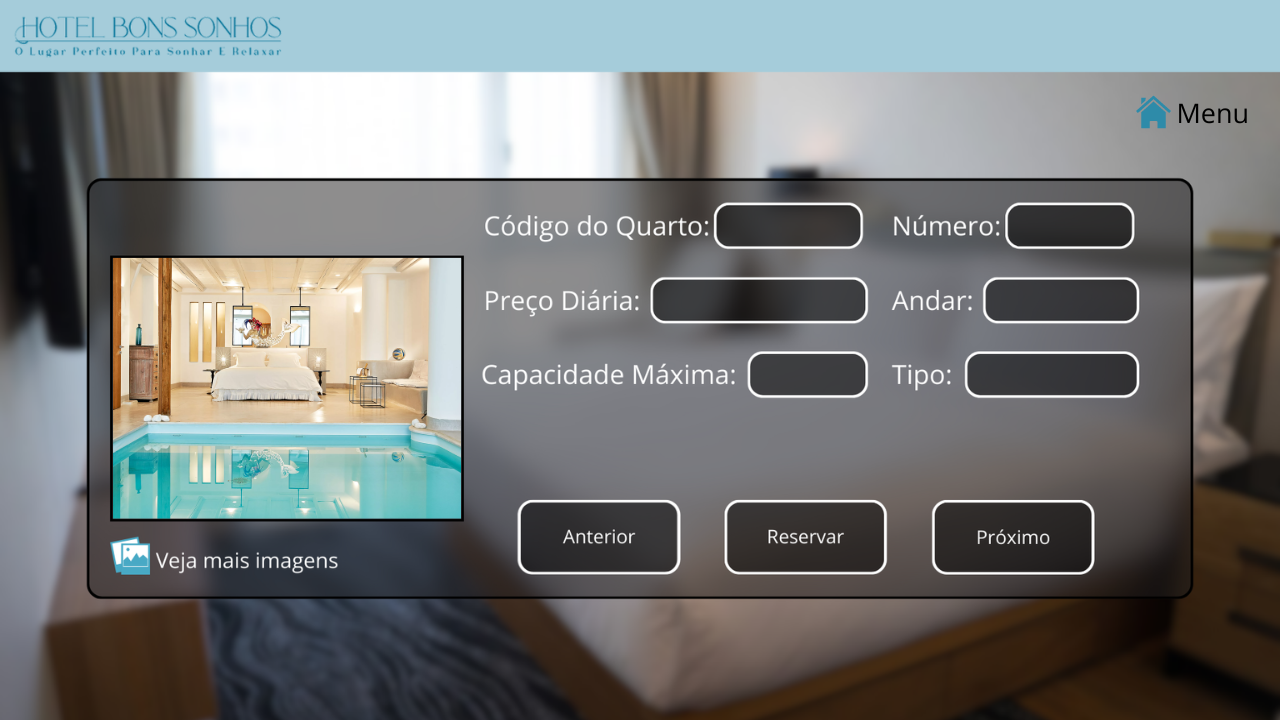 HOTEL BONS SONHOS
O Lugar Perfeito Para Sonhar E Relaxar
Menu
Código do Quarto:
Número:
Preço Diária:
Andar:
Capacidade Máxima:
Tipo:
Anterior
Reservar
Próximo
Veja mais imagens